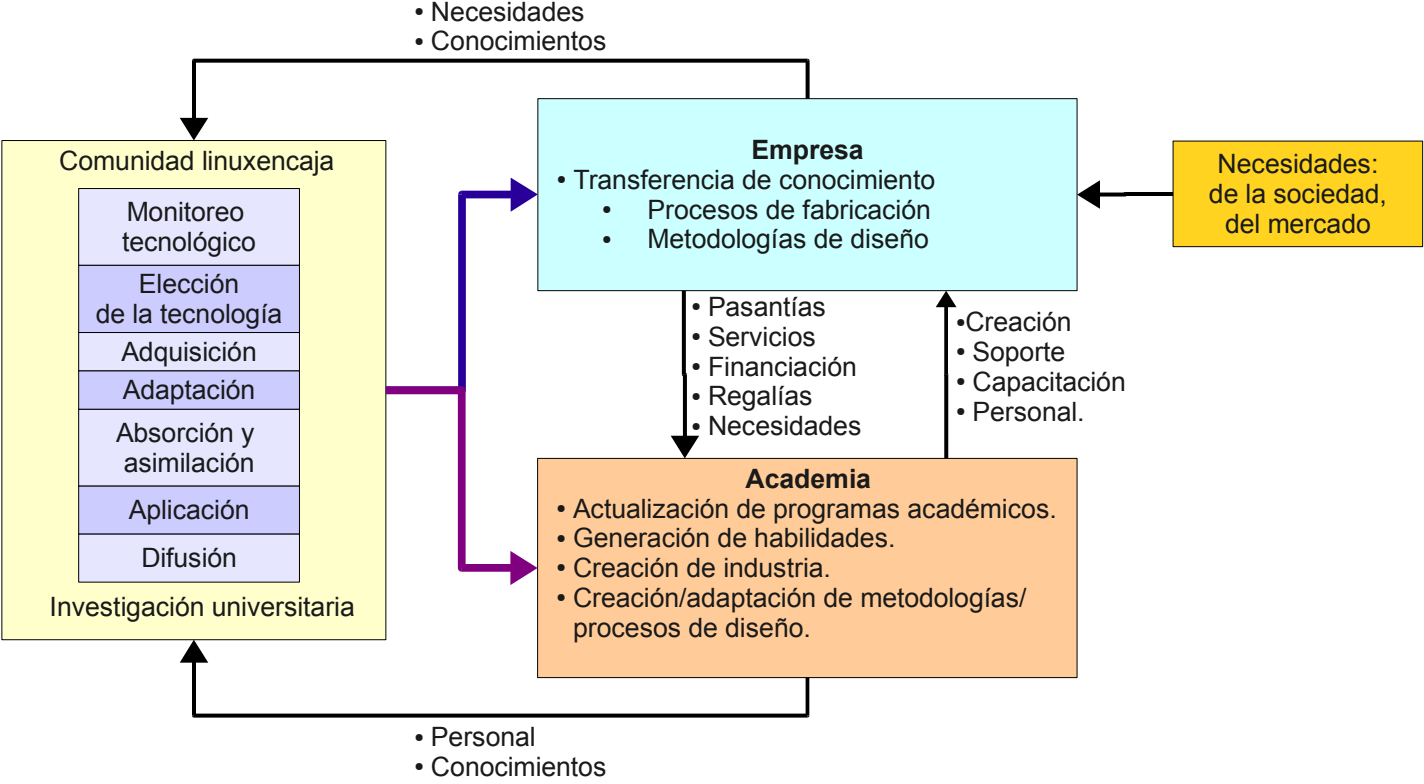 • Necesidades
• Conocimientos
Comunidad linuxencaja
Monitoreo
tecnológico
Elección
de la tecnología
Adquisición
Adaptación
Absorción y
asimilación
Aplicación
Difusión
Investigación universitaria
Empresa
• Transferencia de conocimiento
• Procesos de fabricación
• Metodologías de diseño
Necesidades:
de la sociedad,
del mercado
• Pasantías
• Servicios
• Financiación
• Regalías
• Necesidades
•Creación
• Soporte
• Capacitación
• Personal.
Academia
• Actualización de programas académicos.
• Generación de habilidades.
• Creación de industria.
• Creación/adaptación de metodologías/
procesos de diseño.
• Personal
• Conocimientos